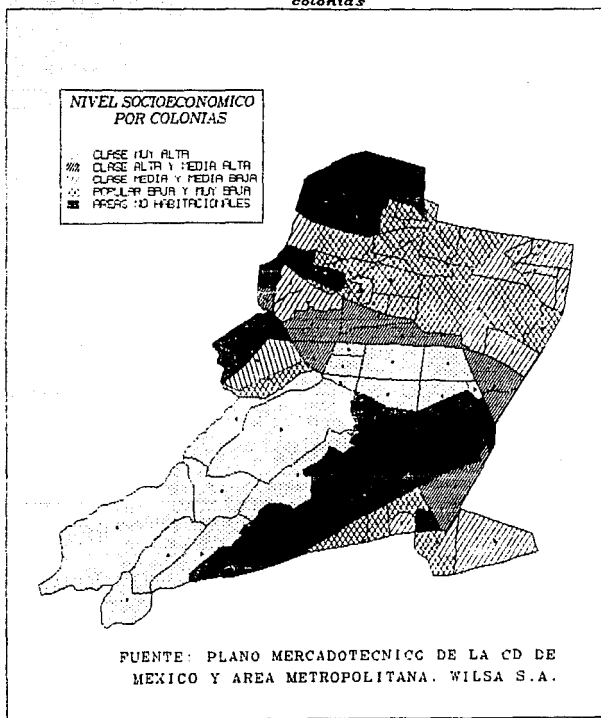 colonias
NIVEL SOCIOECONOMICO
POR COLONIAS
CLASE MUY ALTA
CLASE ALTA Y MEDIA ALTA
CLASE MEDIA Y MEDIA BAJA
POPULAR BAJA Y MUY BAJA
AREAS NO HABITACIONALES
FUENTE: PLANO MERCADOTECNICO DE LA CD DE
MEXICO Y AREA METROPOLITANA. WILSA S.A.